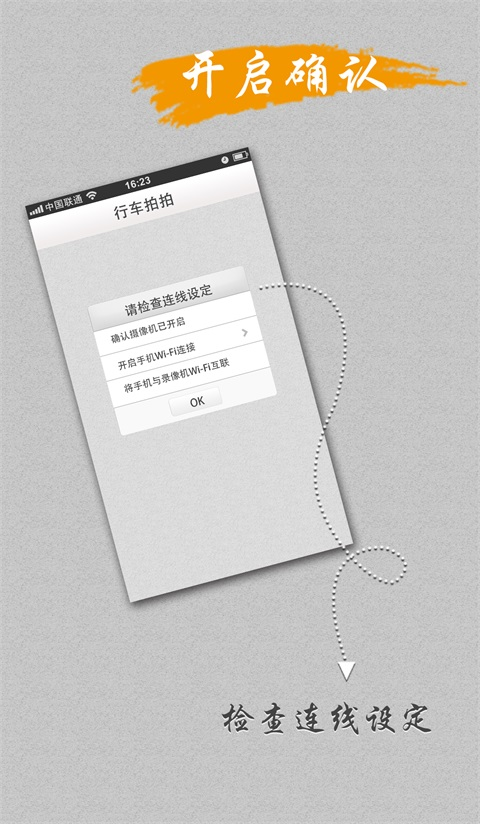 开启确认
中国联通 16:23
行车拍拍
请检查连线设定
确认摄像机已开启
开启手机Wi-Fi连接
将手机与录像机Wi-Fi互联
OK
检查连线设定